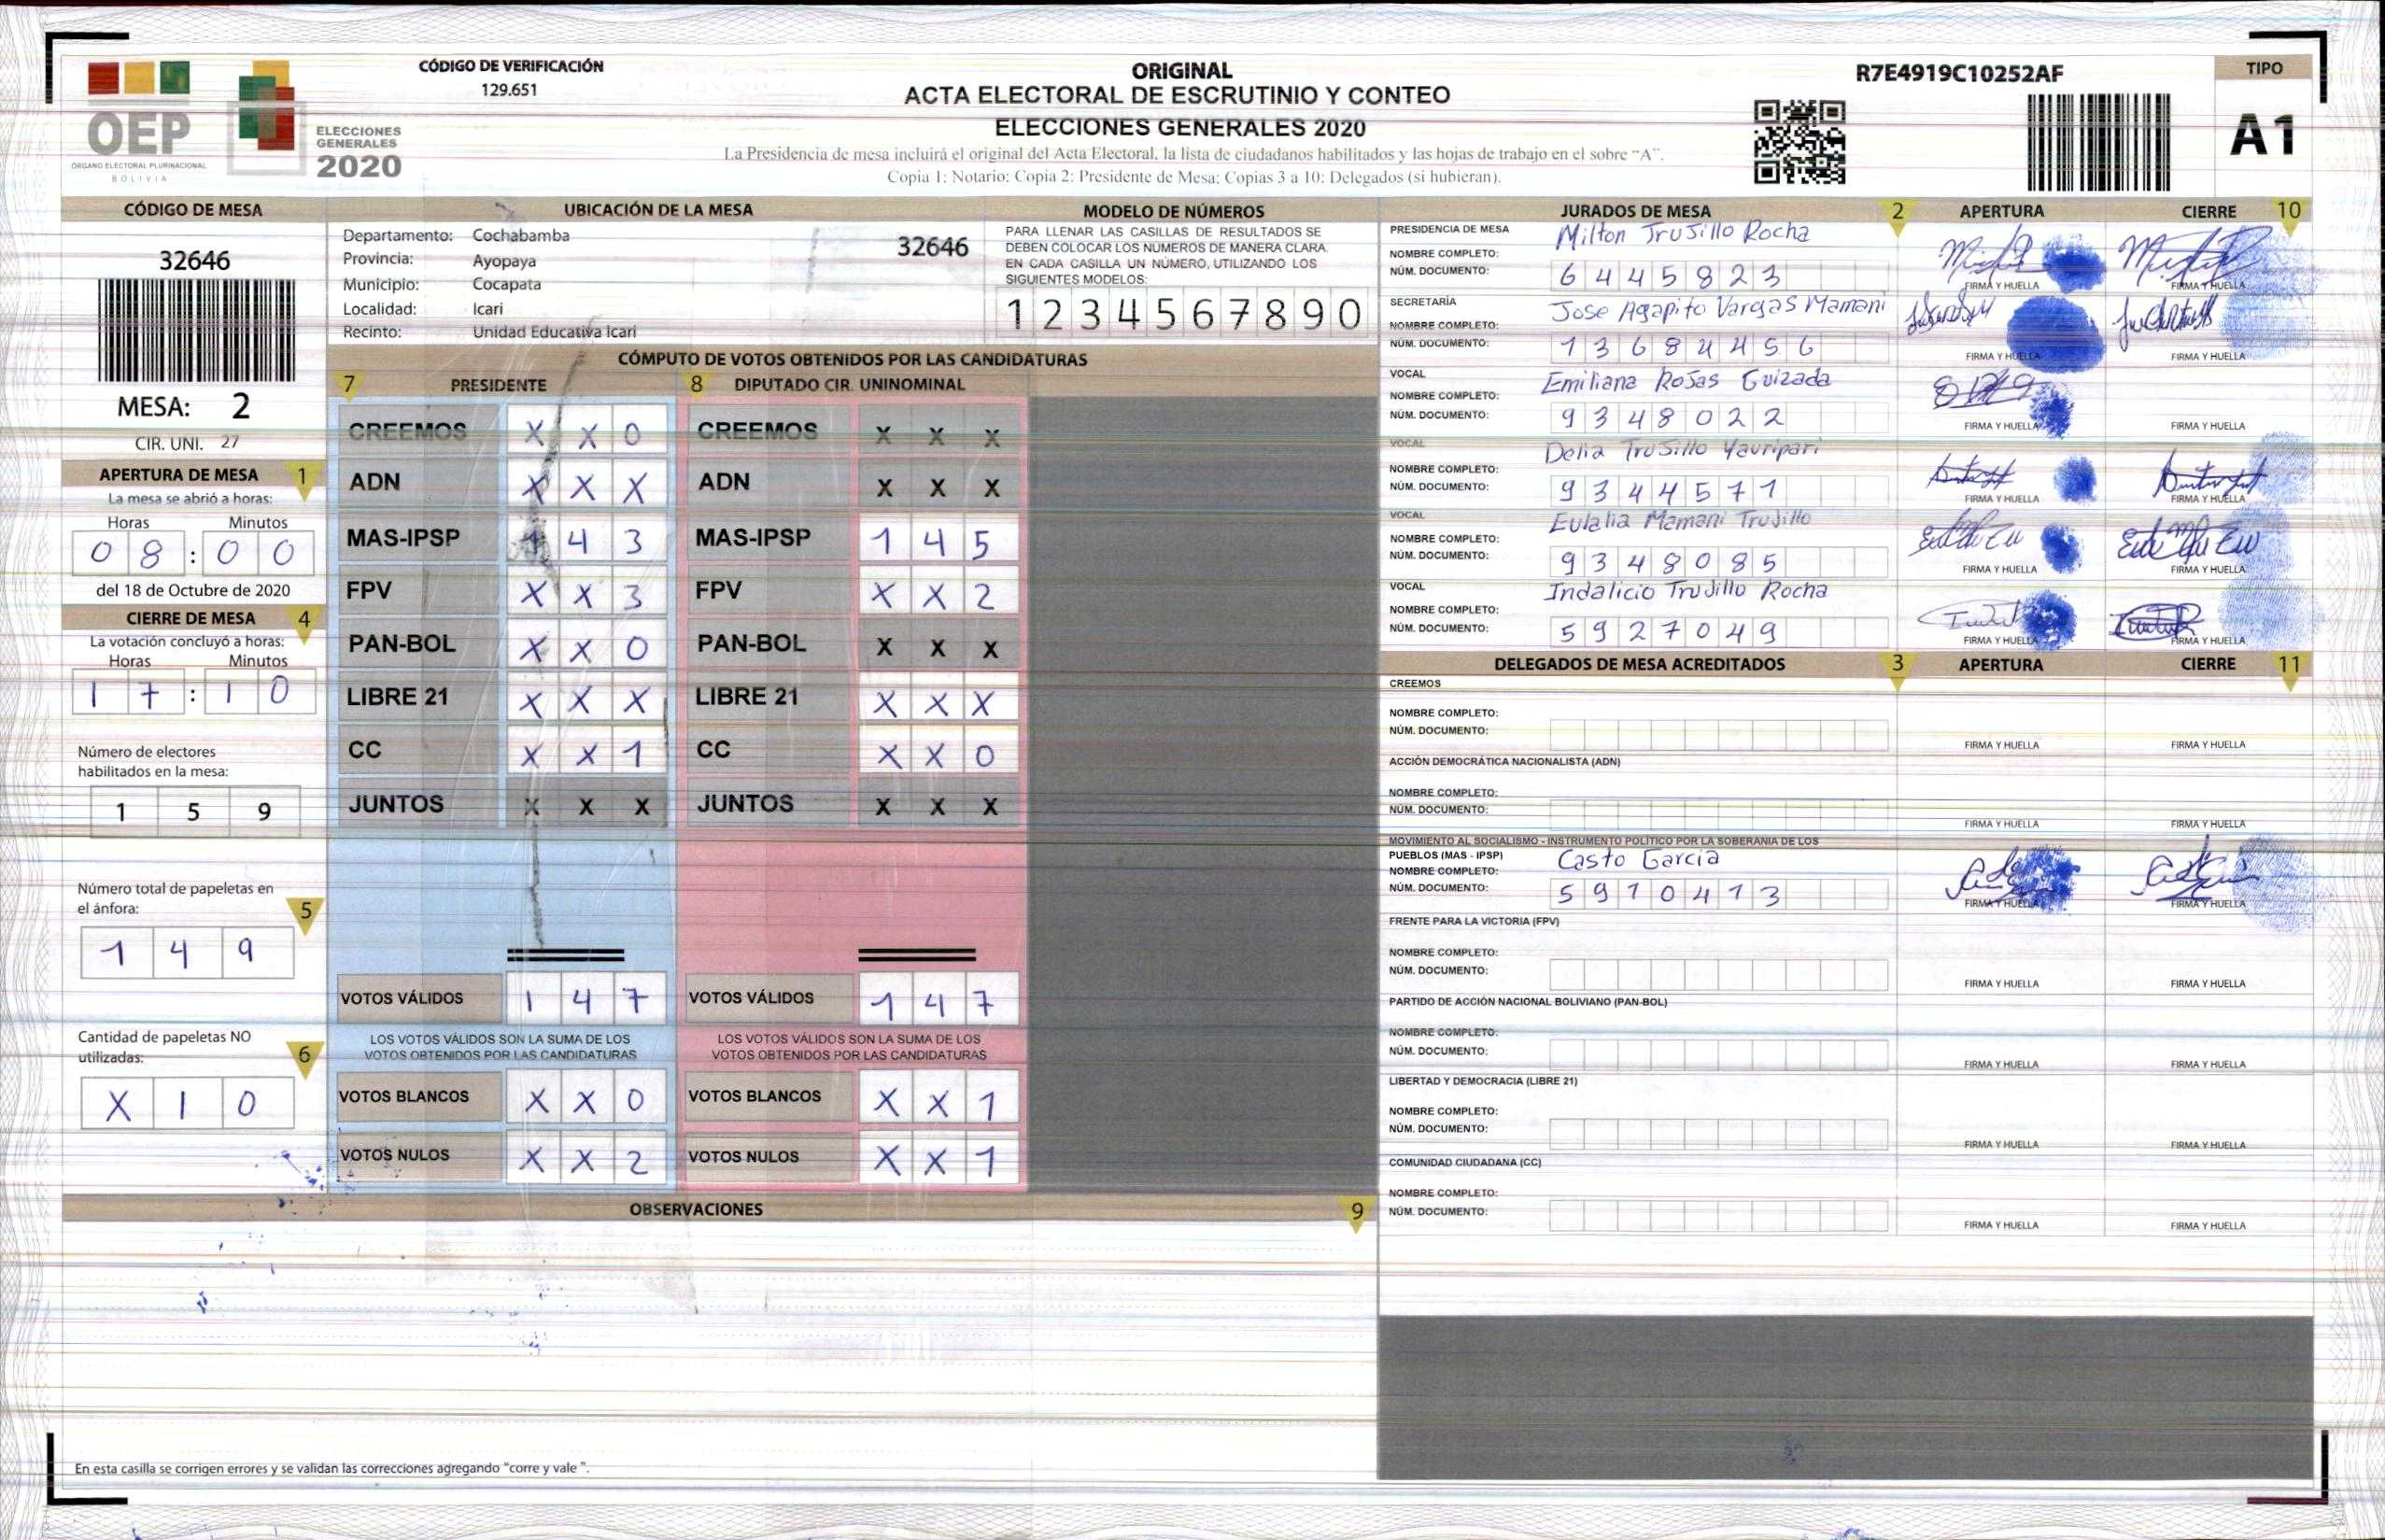 OEP
ÓRGANO ELECTORAL PLURINACIONAL
BOLIVIA
ELECCIONES
GENERALES
2020
CÓDIGO DE VERIFICACIÓN
129.651
ORIGINAL
ACTA ELECTORAL DE ESCRUTINIO Y CONTEO
ELECCIONES GENERALES 2020
La Presidencia de mesa incluirá el original del Acta Electoral, la lista de ciudadanos habilitados y las hojas de trabajo en el sobre "A".
Copia 1: Notario; Copia 2: Presidente de Mesa; Copias 3 a 10: Delegados (si hubieran).
R7E4919C10252AF
TIPO
A1
CÓDIGO DE MESA
32646
MESA: 2
CIR. UNI. 27
APERTURA DE MESA 1
La mesa se abrió a horas:
Horas Minutos
0 8 : 0 0
del 18 de Octubre de 2020
CIERRE DE MESA 4
La votación concluyó a horas:
Horas Minutos
1 7 : 1 0
Número de electores
habilitados en la mesa:
1 5 9
Número total de papeletas en
el ánfora: 5
1 4 9
Cantidad de papeletas NO
utilizadas: 6
X 1 0
UBICACIÓN DE LA MESA
Departamento: Cochabamba
Provincia: Ayopaya
Municipio: Cocapata
Localidad: Icari
Recinto: Unidad Educativa Icari
32646
MODELO DE NÚMEROS
PARA LLENAR LAS CASILLAS DE RESULTADOS SE
DEBEN COLOCAR LOS NÚMEROS DE MANERA CLARA.
EN CADA CASILLA UN NÚMERO, UTILIZANDO LOS
SIGUIENTES MODELOS:
1 2 3 4 5 6 7 8 9 0
CÓMPUTO DE VOTOS OBTENIDOS POR LAS CANDIDATURAS
7 PRESIDENTE
CREEMOS X X 0
ADN X X X
MAS-IPSP 1 4 3
FPV X X 3
PAN-BOL X X 0
LIBRE 21 X X X
CC X X 1
JUNTOS X X X
VOTOS VÁLIDOS 1 4 7
LOS VOTOS VÁLIDOS SON LA SUMA DE LOS
VOTOS OBTENIDOS POR LAS CANDIDATURAS
VOTOS BLANCOS X X 0
VOTOS NULOS X X 2
8 DIPUTADO CIR. UNINOMINAL
CREEMOS X X X
ADN X X X
MAS-IPSP 1 4 5
FPV X X 2
PAN-BOL X X X
LIBRE 21 X X X
CC X X 0
JUNTOS X X X
VOTOS VÁLIDOS 1 4 7
LOS VOTOS VÁLIDOS SON LA SUMA DE LOS
VOTOS OBTENIDOS POR LAS CANDIDATURAS
VOTOS BLANCOS X X 1
VOTOS NULOS X X 1
OBSERVACIONES 9
En esta casilla se corrigen errores y se validan las correcciones agregando "corre y vale ".
JURADOS DE MESA 2 APERTURA CIERRE 10
PRESIDENCIA DE MESA
NOMBRE COMPLETO: Milton Trujillo Rocha
NÚM. DOCUMENTO: 6445823
FIRMA Y HUELLA FIRMA Y HUELLA
SECRETARÍA
NOMBRE COMPLETO: Jose Agapito Vargas Mamani
NÚM. DOCUMENTO: 13684456
FIRMA Y HUELLA FIRMA Y HUELLA
VOCAL
NOMBRE COMPLETO: Emiliana Rojas Guizada
NÚM. DOCUMENTO: 9348022
FIRMA Y HUELLA FIRMA Y HUELLA
VOCAL
NOMBRE COMPLETO: Delia Trujillo Yauripari
NÚM. DOCUMENTO: 9344571
FIRMA Y HUELLA FIRMA Y HUELLA
VOCAL
NOMBRE COMPLETO: Eulalia Mamani Trujillo
NÚM. DOCUMENTO: 9348085
FIRMA Y HUELLA FIRMA Y HUELLA
VOCAL
NOMBRE COMPLETO: Indalicio Trujillo Rocha
NÚM. DOCUMENTO: 5927049
FIRMA Y HUELLA FIRMA Y HUELLA
DELEGADOS DE MESA ACREDITADOS 3 APERTURA CIERRE 11
CREEMOS
NOMBRE COMPLETO:
NÚM. DOCUMENTO:
FIRMA Y HUELLA FIRMA Y HUELLA
ACCIÓN DEMOCRÁTICA NACIONALISTA (ADN)
NOMBRE COMPLETO:
NÚM. DOCUMENTO:
FIRMA Y HUELLA FIRMA Y HUELLA
MOVIMIENTO AL SOCIALISMO - INSTRUMENTO POLÍTICO POR LA SOBERANÍA DE LOS
PUEBLOS (MAS - IPSP)
NOMBRE COMPLETO: Casto Garcia
NÚM. DOCUMENTO: 5910413
FIRMA Y HUELLA FIRMA Y HUELLA
FRENTE PARA LA VICTORIA (FPV)
NOMBRE COMPLETO:
NÚM. DOCUMENTO:
FIRMA Y HUELLA FIRMA Y HUELLA
PARTIDO DE ACCIÓN NACIONAL BOLIVIANO (PAN-BOL)
NOMBRE COMPLETO:
NÚM. DOCUMENTO:
FIRMA Y HUELLA FIRMA Y HUELLA
LIBERTAD Y DEMOCRACIA (LIBRE 21)
NOMBRE COMPLETO:
NÚM. DOCUMENTO:
FIRMA Y HUELLA FIRMA Y HUELLA
COMUNIDAD CIUDADANA (CC)
NOMBRE COMPLETO:
NÚM. DOCUMENTO:
FIRMA Y HUELLA FIRMA Y HUELLA